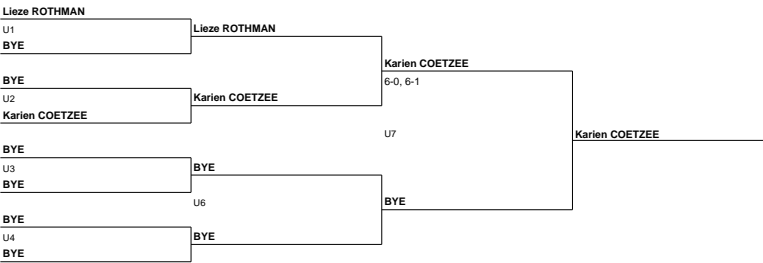 Lieze ROTHMAN
U1
Lieze ROTHMAN
BYE
Karien COETZEE
BYE
6-0, 6-1
U2
Karien COETZEE
Karien COETZEE
U7
Karien COETZEE
BYE
U3
BYE
BYE
U6
BYE
BYE
U4
BYE
BYE